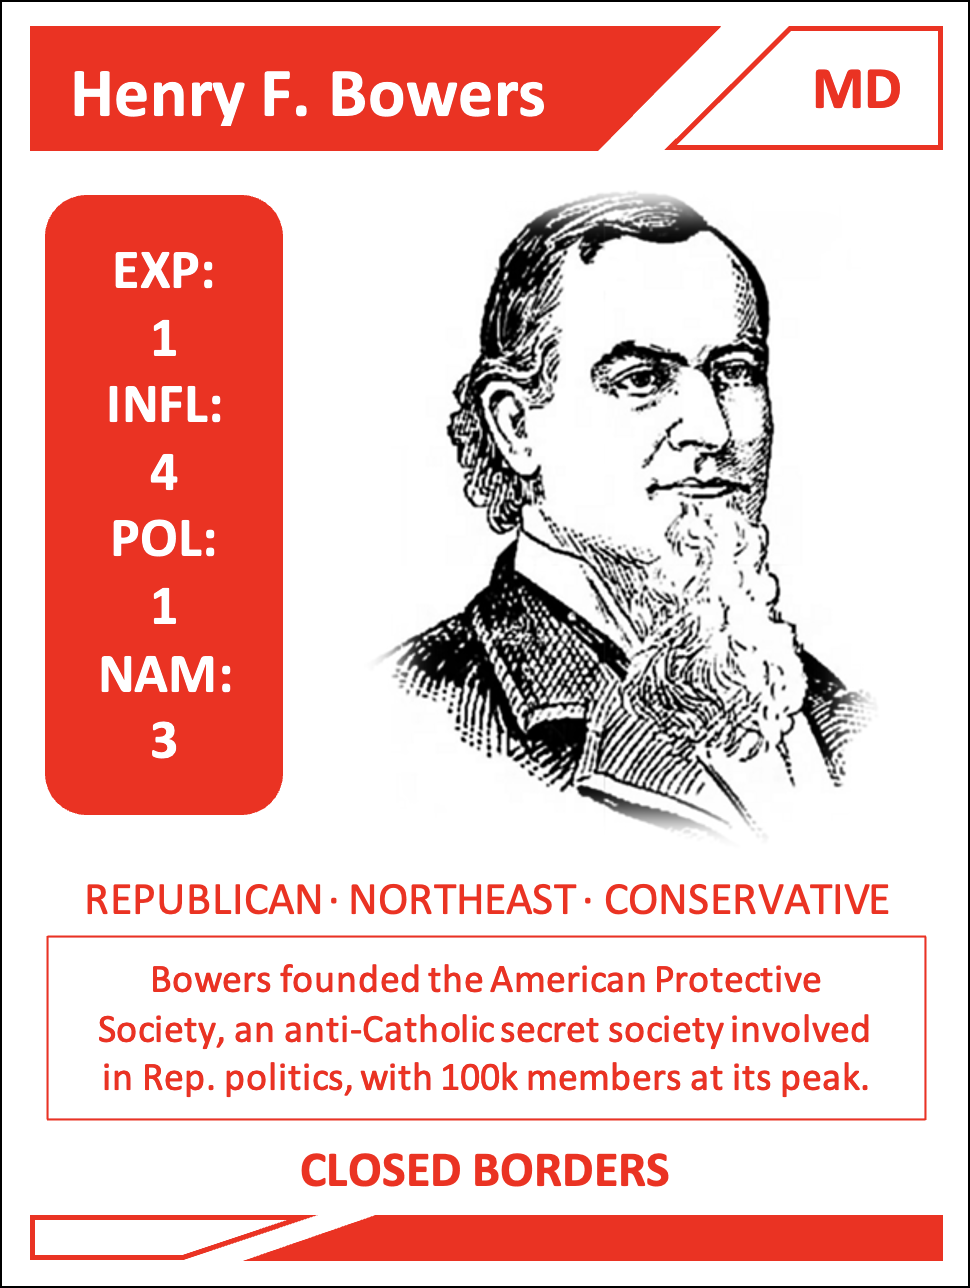 Henry F. Bowers
MD
EXP:
1
INFL:
4
POL:
1
NAM:
3
REPUBLICAN · NORTHEAST · CONSERVATIVE
Bowers founded the American Protective
Society, an anti-Catholic secret society involved
in Rep. politics, with 100k members at its peak.
CLOSED BORDERS